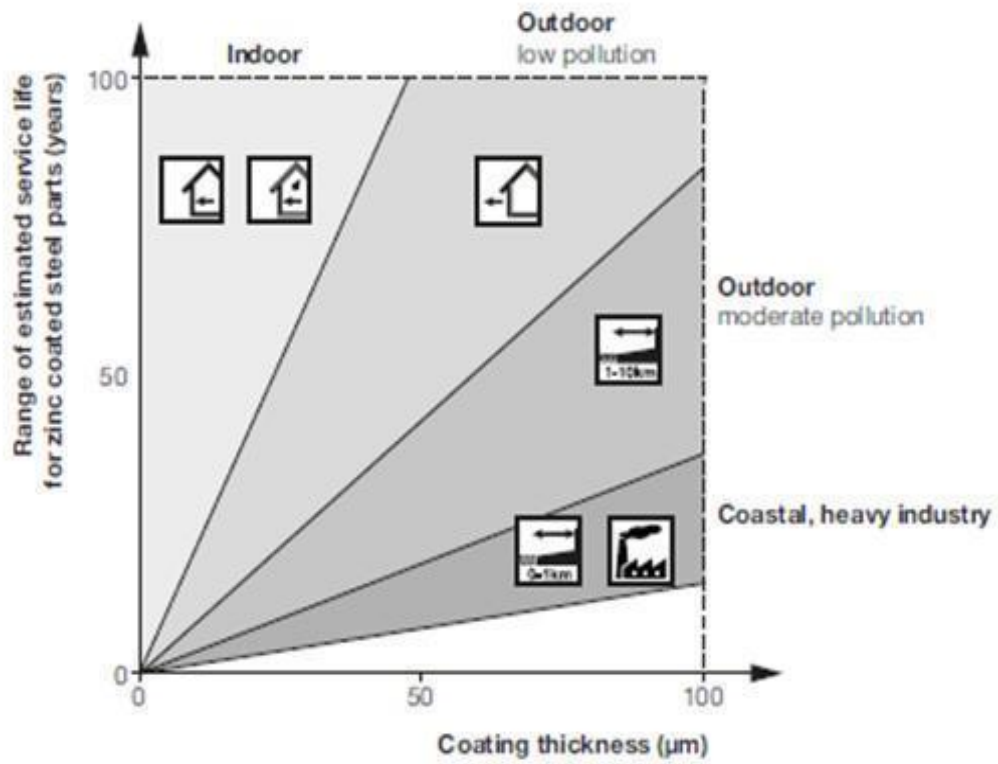 Outdoor
low pollution
Indoor
100
50
0
Range of estimated service life
for zinc coated steel parts (years)
1-10km
Outdoor
moderate pollution
0-1km
Coastal, heavy industry
0
50
100
Coating thickness (µm)